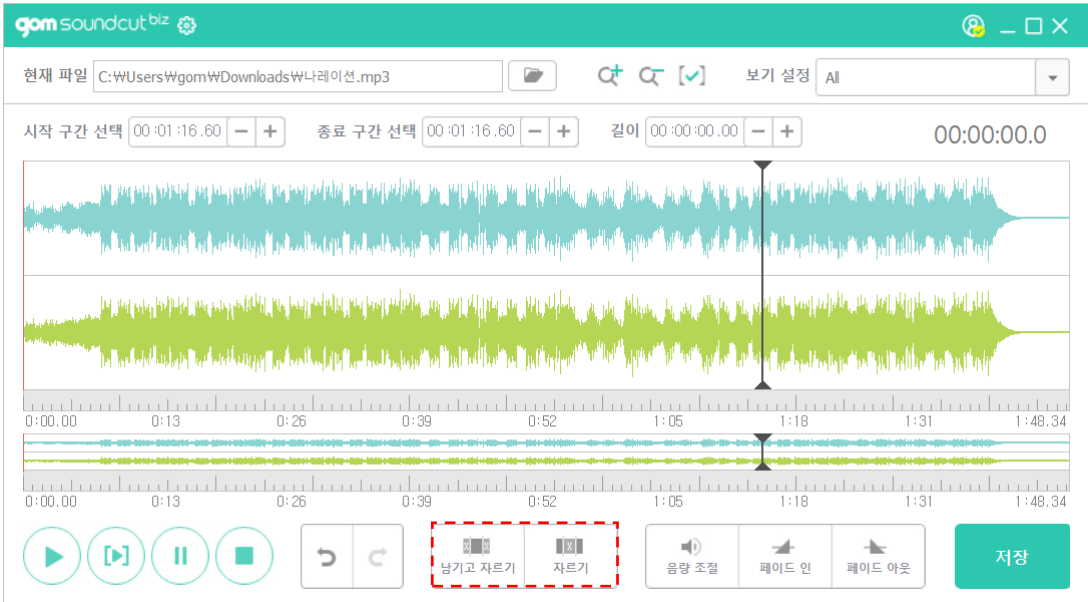 gom soundcut biz
현재 파일 C:₩Users₩gom₩Downloads₩나레이션.mp3 보기 설정 All
시작 구간 선택 00:01:16.60 종료 구간 선택 00:01:16.60 길이 00:00:00.00 00:00:00.0
0:00.00 0:13 0:26 0:39 0:52 1:05 1:18 1:31 1:48.34
0:00.00 0:13 0:26 0:39 0:52 1:05 1:18 1:31 1:48.34
남기고 자르기 자르기 음량 조절 페이드 인 페이드 아웃 저장